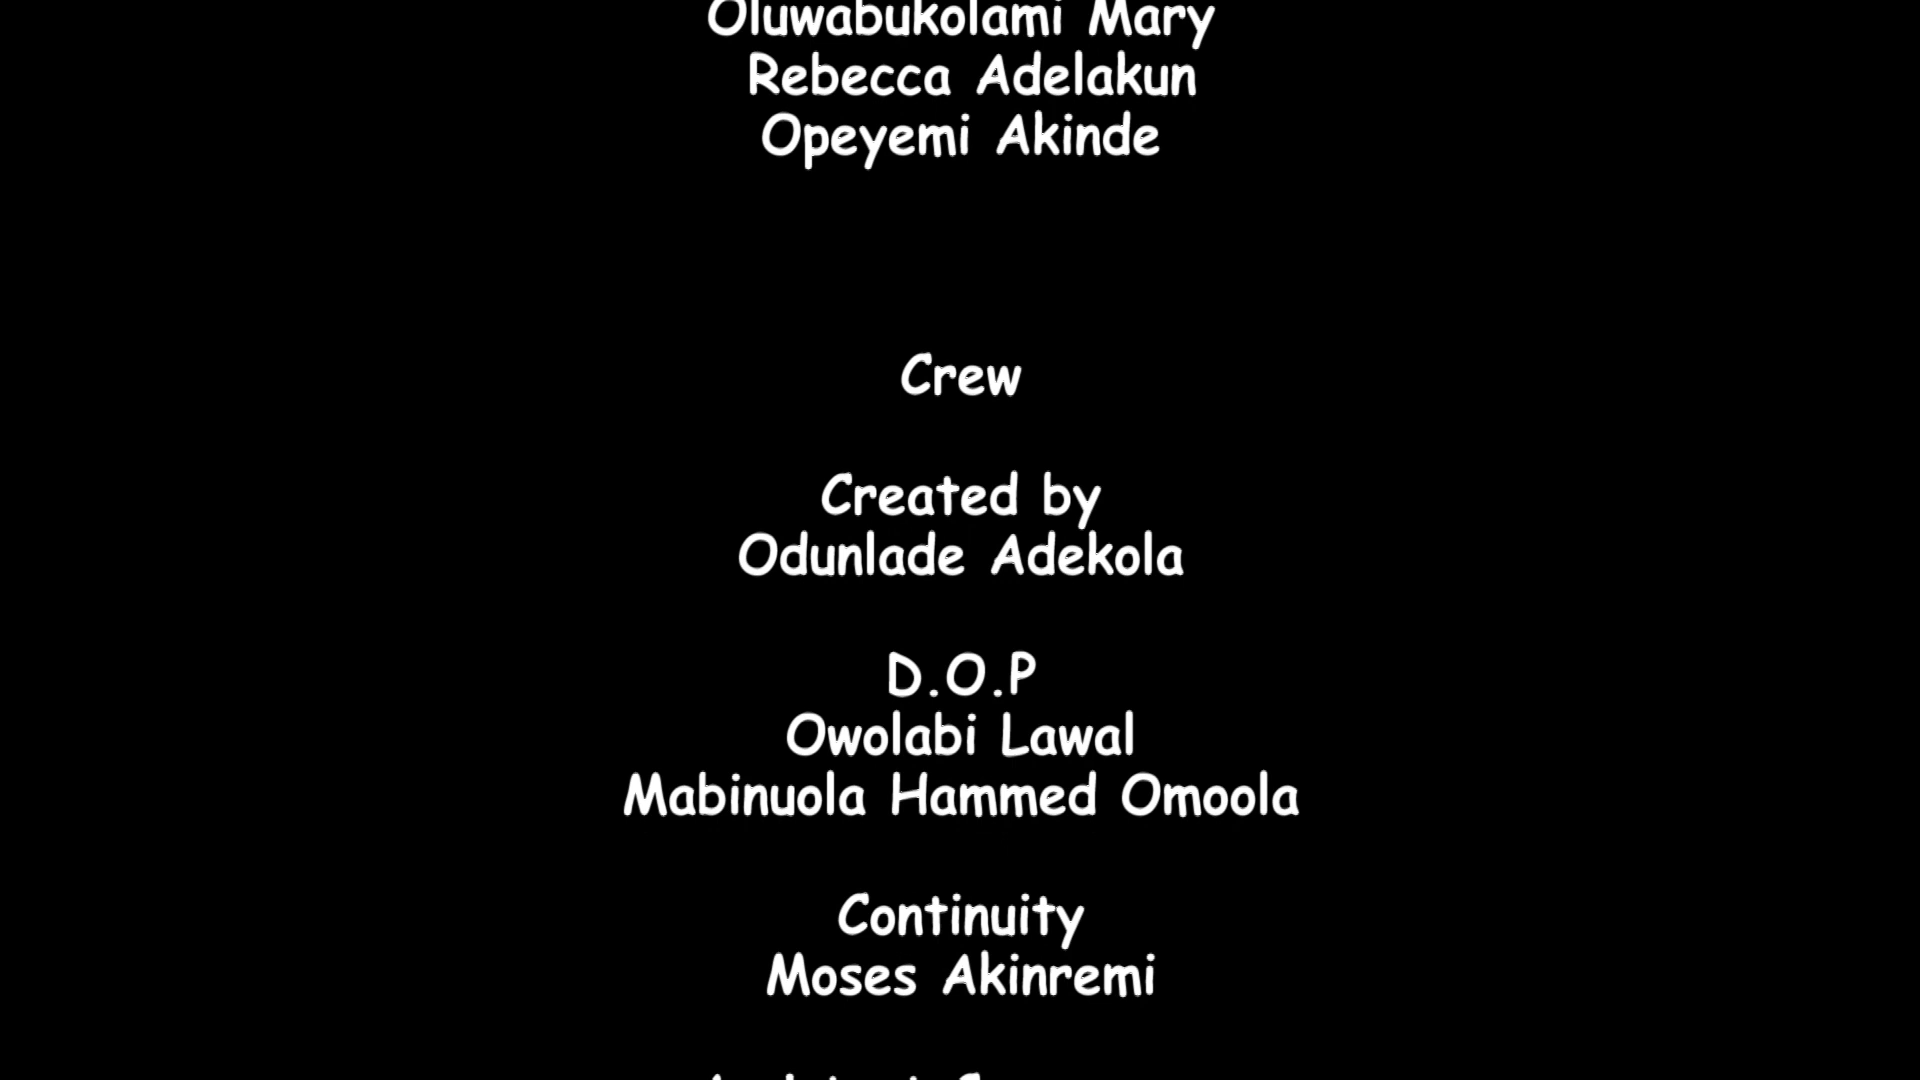 Oluwabukolami Mary
Rebecca Adelakun
Opeyemi Akinde
Crew
Created by
Odunlade Adekola
D.O.P
Owolabi Lawal
Mabinuola Hammed Omoola
Continuity
Moses Akinremi